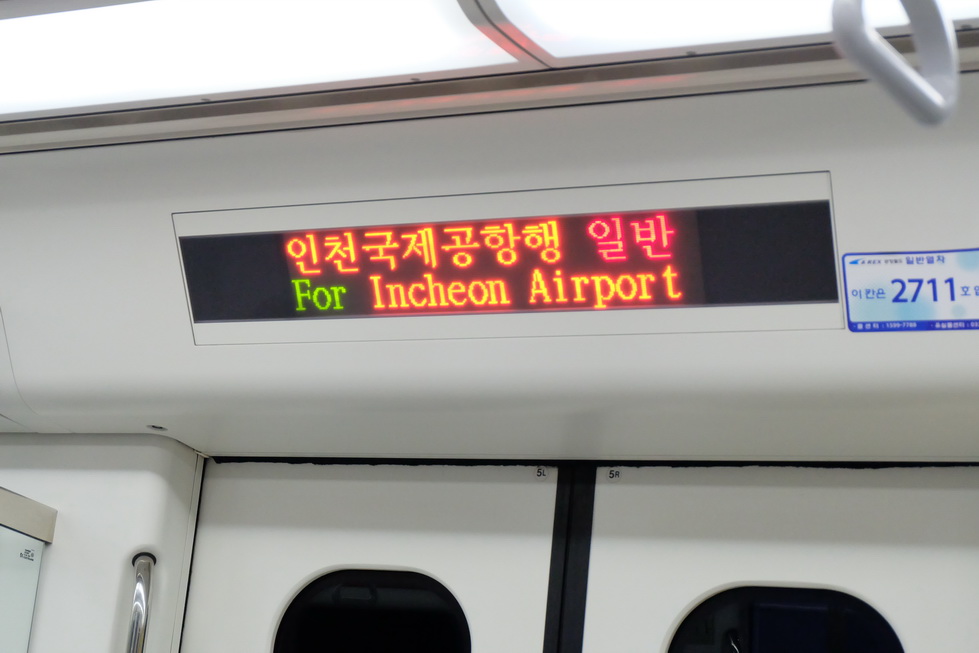 인천국제공항행 일반
For Incheon Airport
일반열차
이 칸은 2711 호
5L
5R